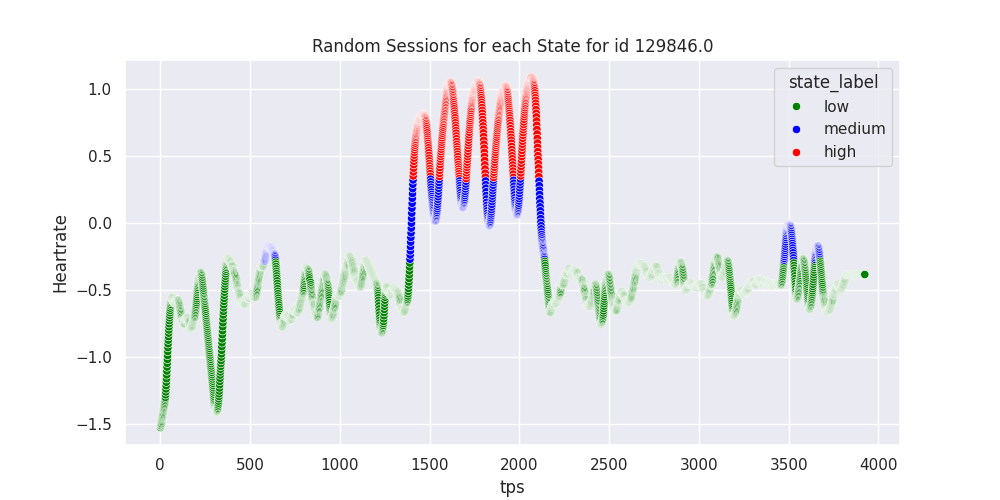 Random Sessions for each State for id 129846.0
state_label
low
medium
high
Heartrate
1.0
0.5
0.0
−0.5
−1.0
−1.5
0 500 1000 1500 2000 2500 3000 3500 4000
tps